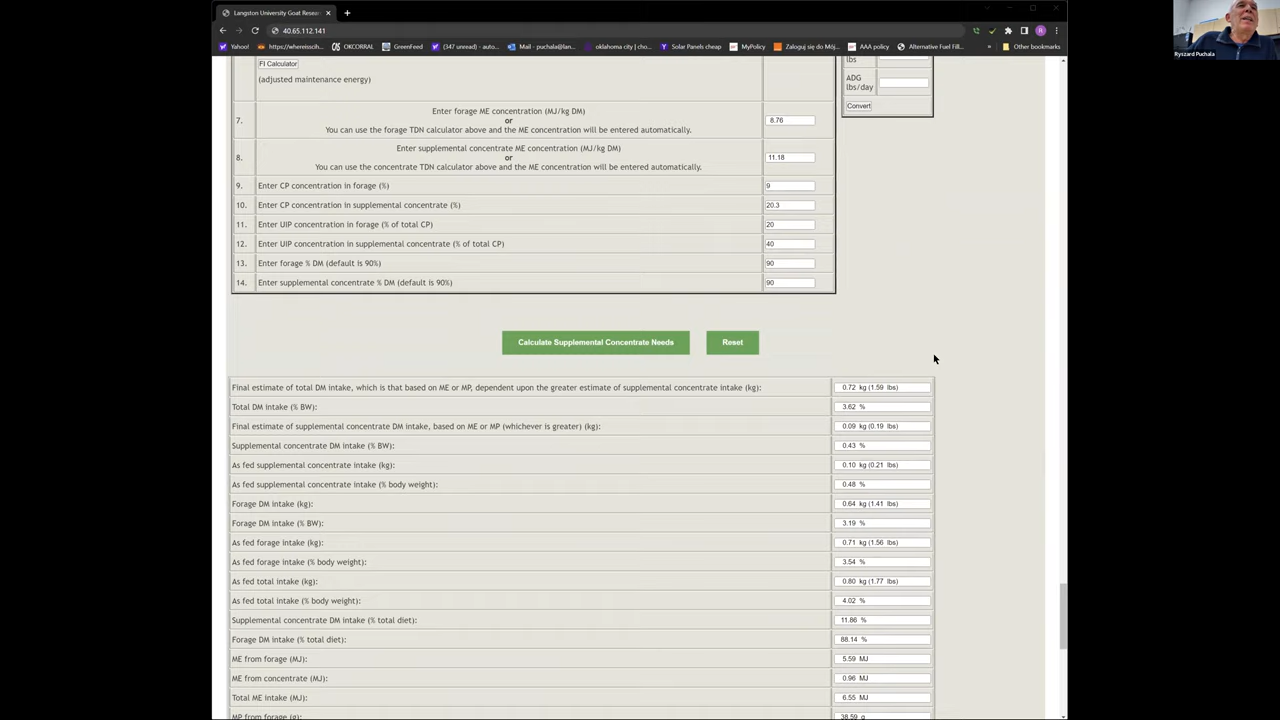 Langston University Goat Resear
40.65.112.141
Yahoo!
https://whereisscih...
OKCORRAL
GreenFeed
(347 unread) - auto...
Mail - puchala@lan...
oklahoma city | cho...
Solar Panels cheap
MyPolicy
Zaloguj się do Mój...
AAA policy
Alternative Fuel Fill...
»
Other bookmarks
Ryszard Puchala
FI Calculator
(adjusted maintenance energy)
lbs
ADG
lbs/day
Convert
7.
Enter forage ME concentration (MJ/kg DM)
or
You can use the forage TDN calculator above and the ME concentration will be entered automatically.
8.76
8.
Enter supplemental concentrate ME concentration (MJ/kg DM)
or
You can use the concentrate TDN calculator above and the ME concentration will be entered automatically.
11.18
9. Enter CP concentration in forage (%) 9
10. Enter CP concentration in supplemental concentrate (%) 20.3
11. Enter UIP concentration in forage (% of total CP) 20
12. Enter UIP concentration in supplemental concentrate (% of total CP) 40
13. Enter forage % DM (default is 90%) 90
14. Enter supplemental concentrate % DM (default is 90%) 90
Calculate Supplemental Concentrate Needs Reset
Final estimate of total DM intake, which is that based on ME or MP, dependent upon the greater estimate of supplemental concentrate intake (kg): 0.72 kg (1.59 lbs)
Total DM intake (% BW): 3.62 %
Final estimate of supplemental concentrate DM intake, based on ME or MP (whichever is greater) (kg): 0.09 kg (0.19 lbs)
Supplemental concentrate DM intake (% BW): 0.43 %
As fed supplemental concentrate intake (kg): 0.10 kg (0.21 lbs)
As fed supplemental concentrate intake (% body weight): 0.48 %
Forage DM intake (kg): 0.64 kg (1.41 lbs)
Forage DM intake (% BW): 3.19 %
As fed forage intake (kg): 0.71 kg (1.56 lbs)
As fed forage intake (% body weight): 3.54 %
As fed total intake (kg): 0.80 kg (1.77 lbs)
As fed total intake (% body weight): 4.02 %
Supplemental concentrate DM intake (% total diet): 11.86 %
Forage DM intake (% total diet): 88.14 %
ME from forage (MJ): 5.59 MJ
ME from concentrate (MJ): 0.96 MJ
Total ME intake (MJ): 6.55 MJ
MP from forage (g): 38.59 g